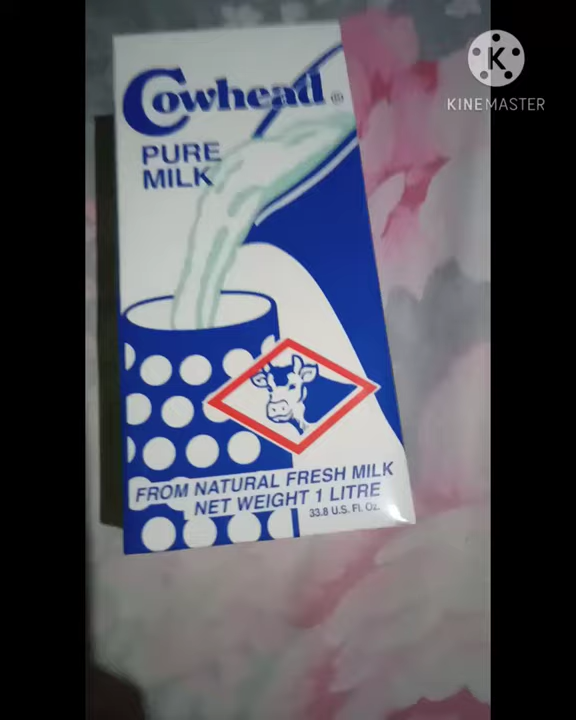 K
KINEMASTER
Cowhead ®
PURE
MILK
FROM NATURAL FRESH MILK
NET WEIGHT 1 LITRE
33.8 U.S. Fl. Oz.